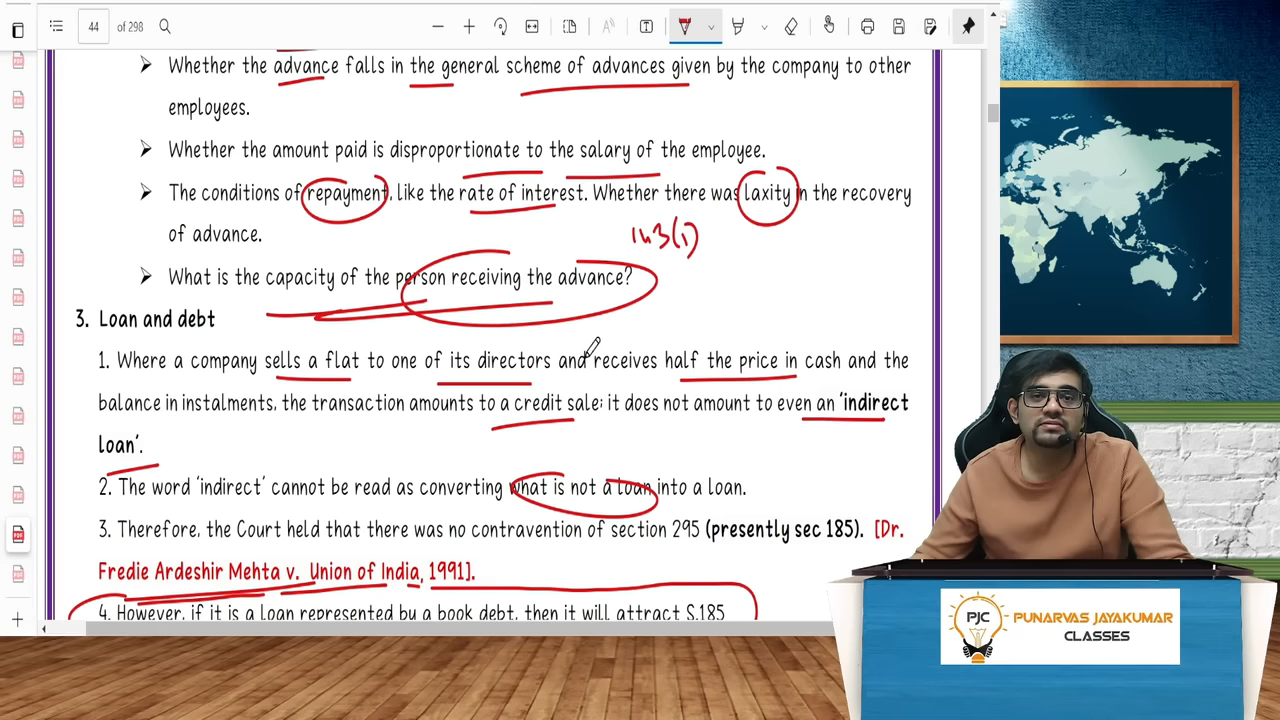 44 of 298
Whether the advance falls in the general scheme of advances given by the company to other
employees.
Whether the amount paid is disproportionate to the salary of the employee.
The conditions of repayment, like the rate of interest. Whether there was laxity in the recovery
of advance.
in 3(1)
What is the capacity of the person receiving the advance?
3. Loan and debt
1. Where a company sells a flat to one of its directors and receives half the price in cash and the
balance in instalments, the transaction amounts to a credit sale; it does not amount to even an 'indirect
loan'.
2. The word 'indirect' cannot be read as converting what is not a loan into a loan.
3. Therefore, the Court held that there was no contravention of section 295 (presently sec 185). [Dr.
Fredie Ardeshir Mehta v. Union of India, 1991].
4. However, if it is a loan represented by a book debt, then it will attract S.185
PJC
PUNARVAS JAYAKUMAR
CLASSES